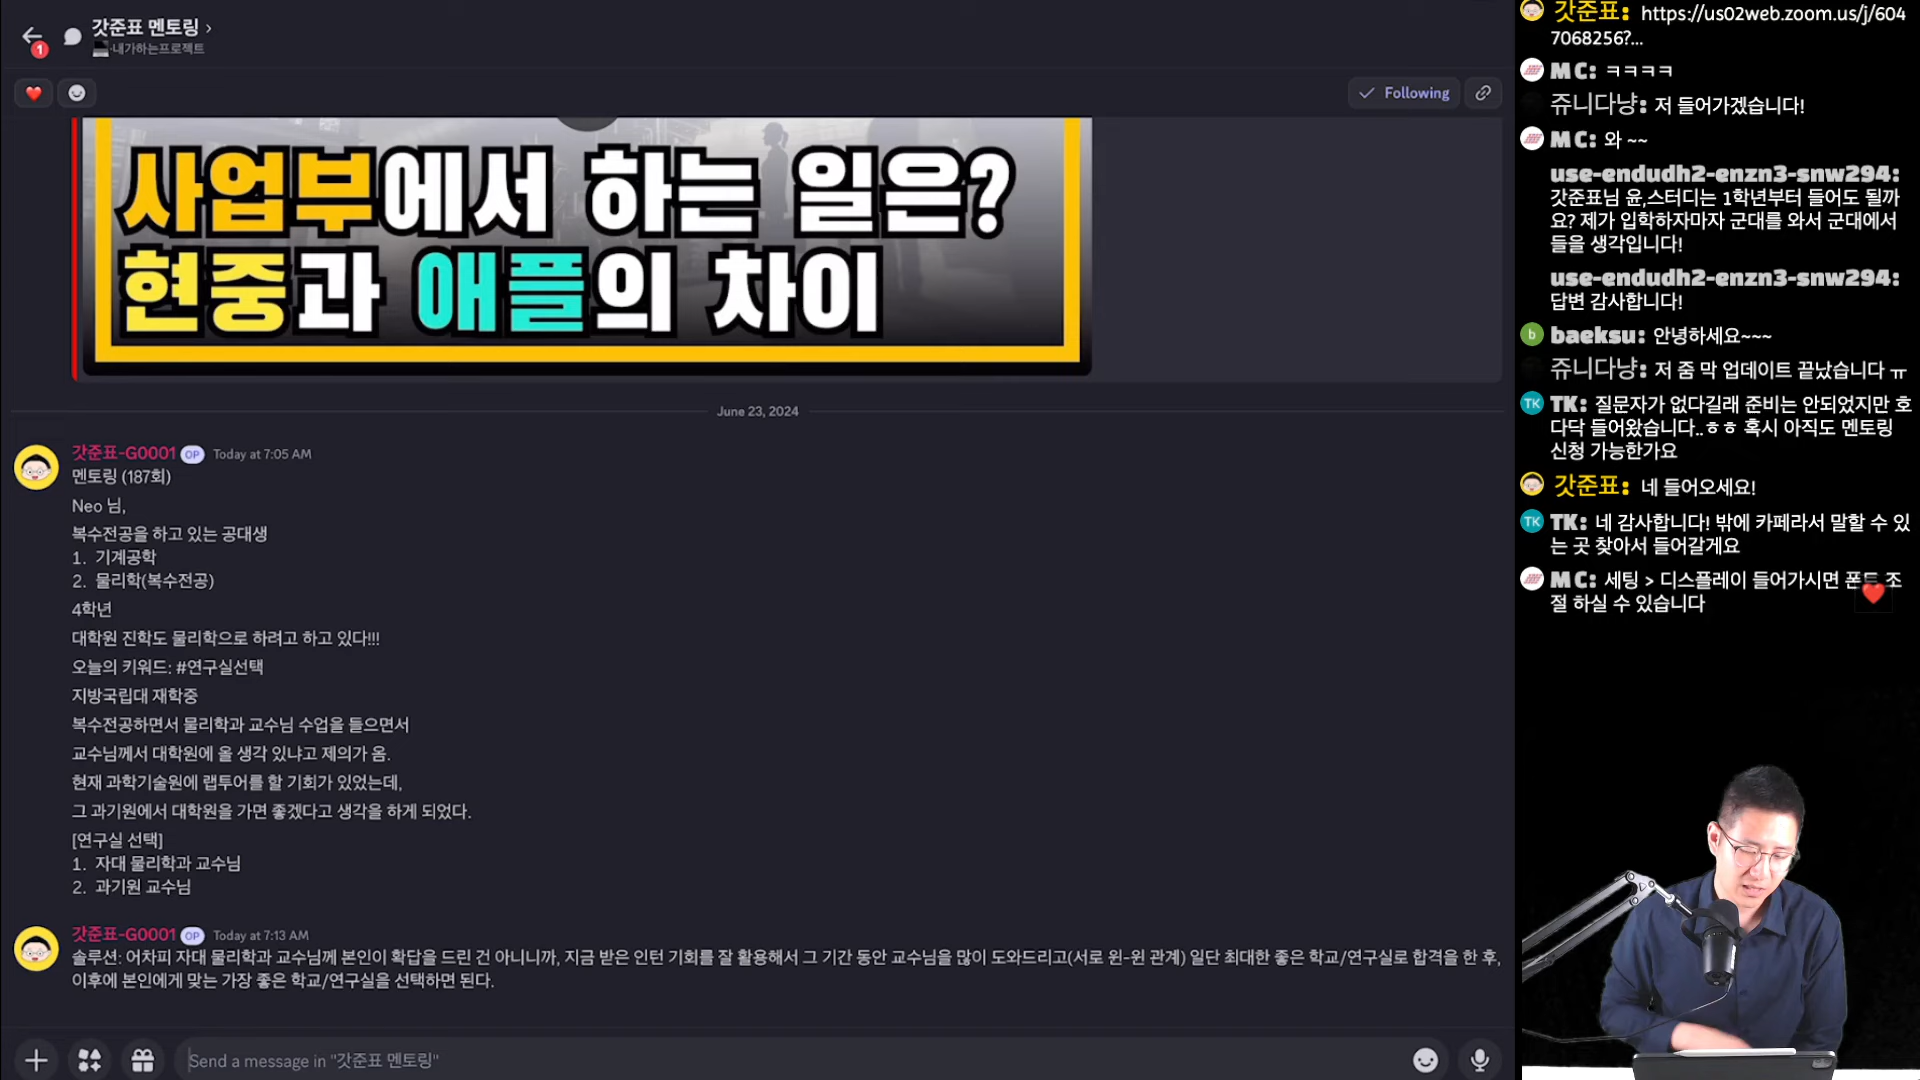 갓준표 멘토링 ›
-내가하는프로젝트
1
Following
사업부에서 하는 일은?
현중과 애플의 차이
June 23, 2024
갓준표-G0001 OP Today at 7:05 AM
멘토링 (187회)
Neo 님,
복수전공을 하고 있는 공대생
1. 기계공학
2. 물리학(복수전공)
4학년
대학원 진학도 물리학으로 하려고 하고 있다!!!
오늘의 키워드: #연구실선택
지방국립대 재학중
복수전공하면서 물리학과 교수님 수업을 들으면서
교수님께서 대학원에 올 생각 있냐고 제의가 옴.
현재 과학기술원에 랩투어를 할 기회가 있었는데,
그 과기원에서 대학원을 가면 좋겠다고 생각을 하게 되었다.
[연구실 선택]
1. 자대 물리학과 교수님
2. 과기원 교수님
갓준표-G0001 OP Today at 7:13 AM
솔루션: 어차피 자대 물리학과 교수님께 본인이 확답을 드린 건 아니니까, 지금 받은 인턴 기회를 잘 활용해서 그 기간 동안 교수님을 많이 도와드리고(서로 윈-윈 관계) 일단 최대한 좋은 학교/연구실로 합격을 한 후,
이후에 본인에게 맞는 가장 좋은 학교/연구실을 선택하면 된다.
Send a message in "갓준표 멘토링"
갓준표: https://us02web.zoom.us/j/604
7068256?...
M C: ㅋㅋㅋㅋ
쥬니다냥: 저 들어가겠습니다!
M C: 와 ~~
use-endudh2-enzn3-snw294:
갓준표님 윤,스터디는 1학년부터 들어도 될까
요? 제가 입학하자마자 군대를 와서 군대에서
들을 생각입니다!
use-endudh2-enzn3-snw294:
답변 감사합니다!
b baeksu: 안녕하세요~~~
쥬니다냥: 저 줌 막 업데이트 끝났습니다 ㅠ
TK TK: 질문자가 없다길래 준비는 안되었지만 호
다닥 들어왔습니다..ㅎㅎ 혹시 아직도 멘토링
신청 가능한가요
갓준표: 네 들어오세요!
TK TK: 네 감사합니다! 밖에 카페라서 말할 수 있
는 곳 찾아서 들어갈게요
M C: 세팅 > 디스플레이 들어가시면 폰트 조
절 하실 수 있습니다